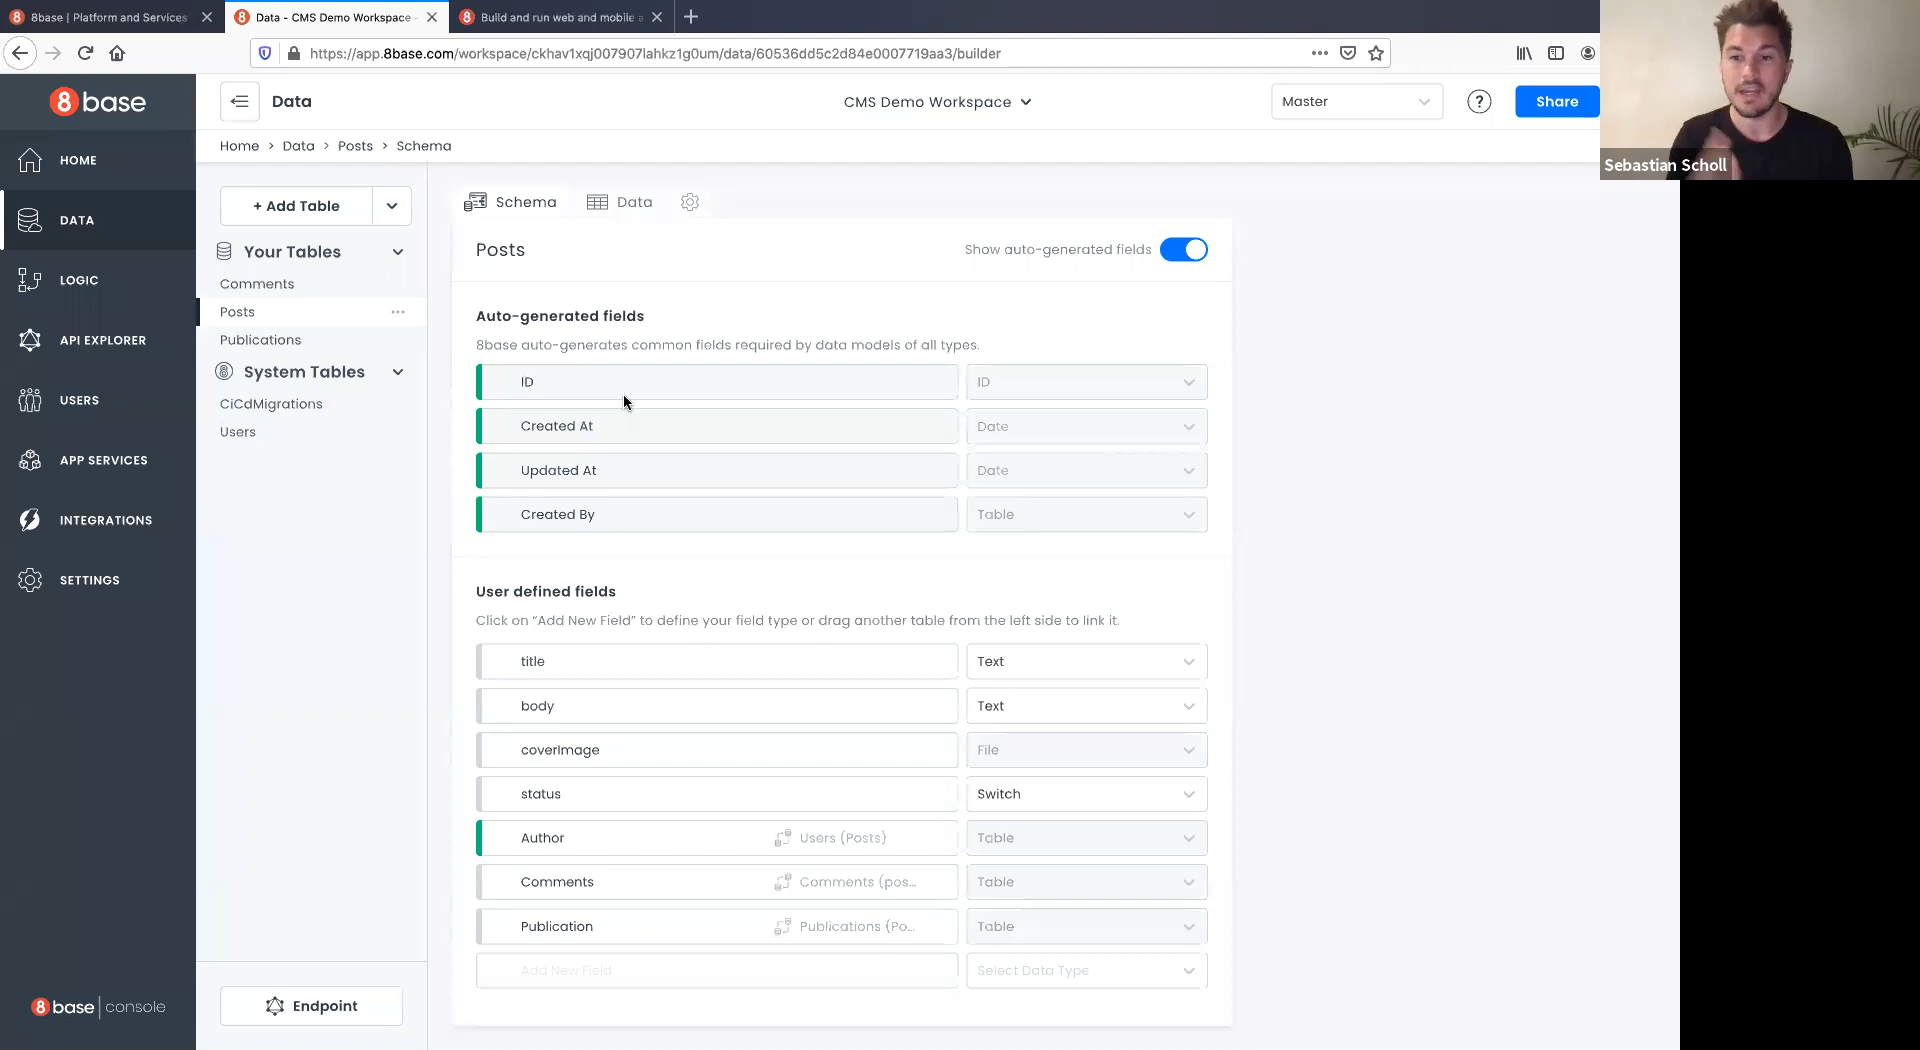 8base | Platform and Services
Data - CMS Demo Workspace -
Build and run web and mobile a
https://app.8base.com/workspace/ckhav1xqj007907lahkz1g0um/data/60536dd5c2d84e0007719aa3/builder
8base
Data
CMS Demo Workspace
Master
?
Share
Home > Data > Posts > Schema
Sebastian Scholl
HOME
DATA
LOGIC
API EXPLORER
USERS
APP SERVICES
INTEGRATIONS
SETTINGS
8base | console
+ Add Table
Your Tables
Comments
Posts
Publications
System Tables
CiCdMigrations
Users
Endpoint
Schema
Data
Posts
Show auto-generated fields
Auto-generated fields
8base auto-generates common fields required by data models of all types.
ID ID
Created At Date
Updated At Date
Created By Table
User defined fields
Click on “Add New Field” to define your field type or drag another table from the left side to link it.
title Text
body Text
coverImage File
status Switch
Author Users (Posts) Table
Comments Comments (pos... Table
Publication Publications (Po... Table
Add New Field Select Data Type